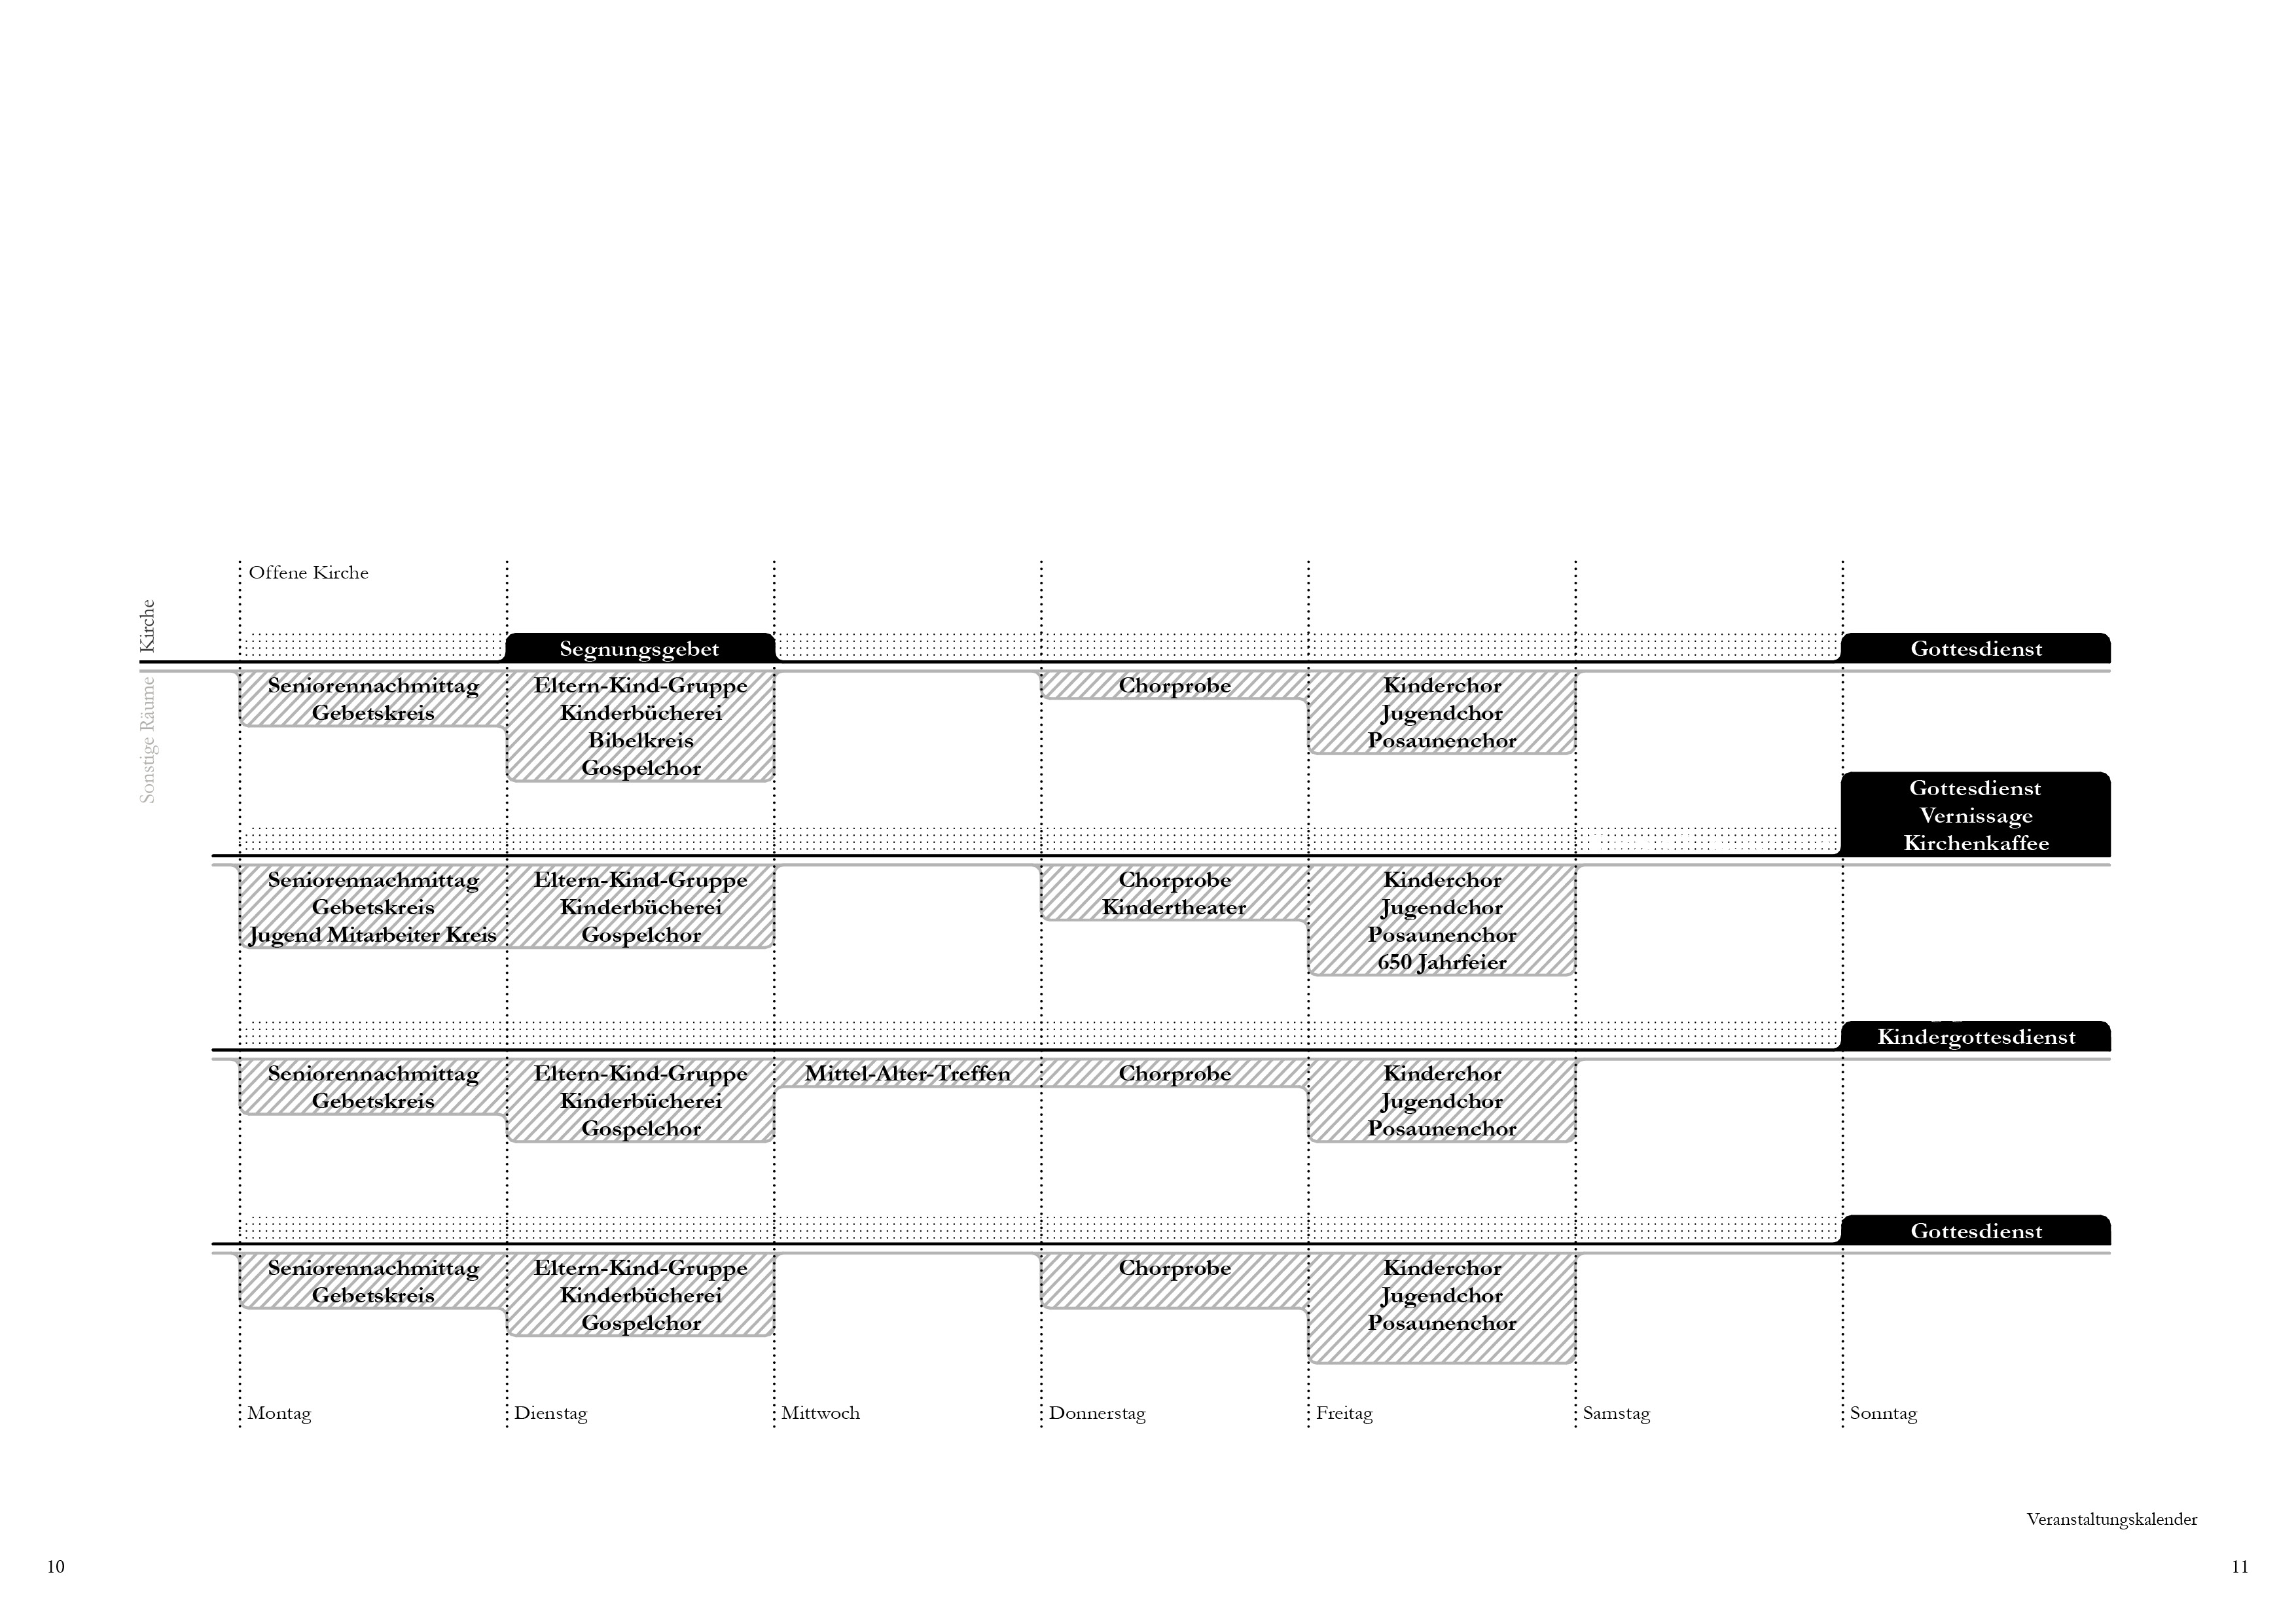 Offene Kirche
Kirche
Sonstige Räume
Segnungsgebet
Gottesdienst
Seniorennachmittag
Gebetskreis
Eltern-Kind-Gruppe
Kinderbücherei
Bibelkreis
Gospelchor
Chorprobe
Kinderchor
Jugendchor
Posaunenchor
Gottesdienst
Vernissage
Kirchenkaffee
Seniorennachmittag
Gebetskreis
Jugend Mitarbeiter Kreis
Eltern-Kind-Gruppe
Kinderbücherei
Gospelchor
Chorprobe
Kindertheater
Kinderchor
Jugendchor
Posaunenchor
650 Jahrfeier
Kindergottesdienst
Seniorennachmittag
Gebetskreis
Eltern-Kind-Gruppe
Kinderbücherei
Gospelchor
Mittel-Alter-Treffen
Chorprobe
Kinderchor
Jugendchor
Posaunenchor
Gottesdienst
Seniorennachmittag
Gebetskreis
Eltern-Kind-Gruppe
Kinderbücherei
Gospelchor
Chorprobe
Kinderchor
Jugendchor
Posaunenchor
Montag
Dienstag
Mittwoch
Donnerstag
Freitag
Samstag
Sonntag
Veranstaltungskalender
10
11